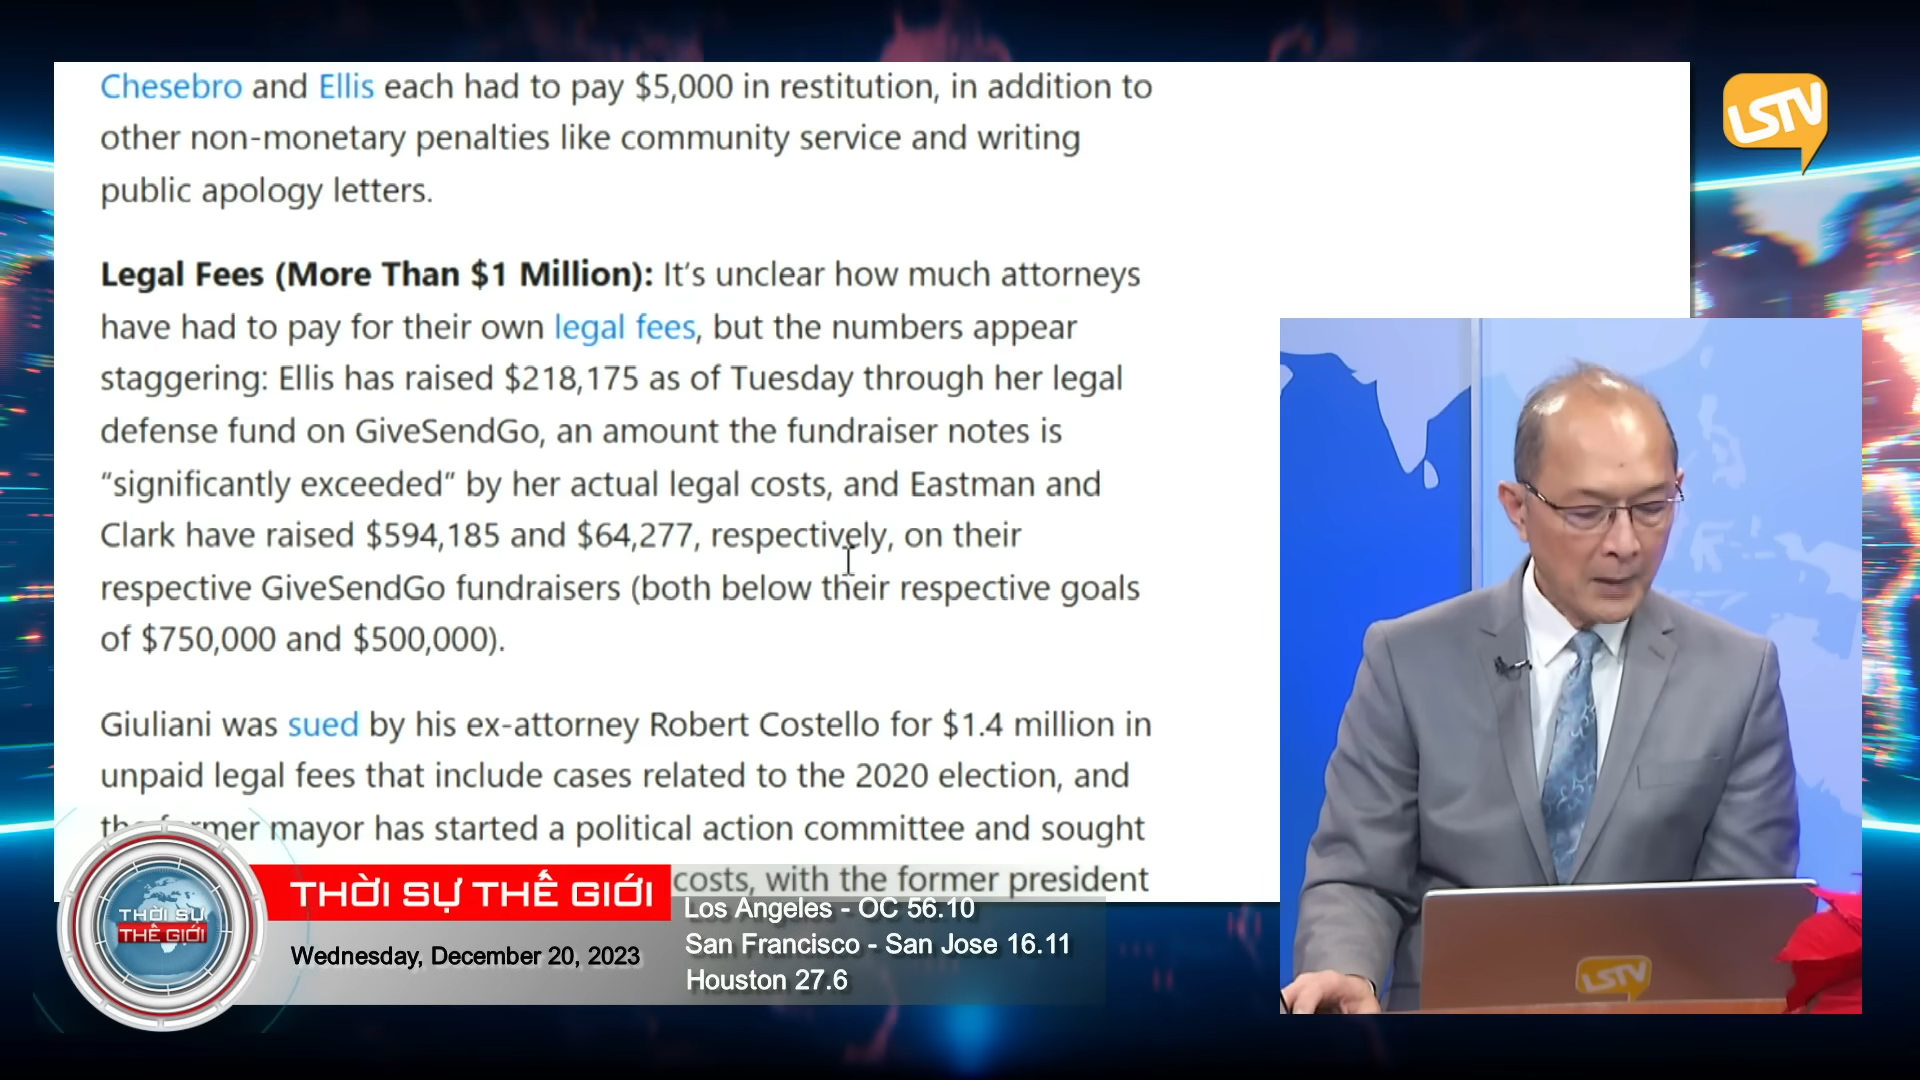 Chesebro and Ellis each had to pay $5,000 in restitution, in addition to
other non-monetary penalties like community service and writing
public apology letters.
Legal Fees (More Than $1 Million): It’s unclear how much attorneys
have had to pay for their own legal fees, but the numbers appear
staggering: Ellis has raised $218,175 as of Tuesday through her legal
defense fund on GiveSendGo, an amount the fundraiser notes is
“significantly exceeded” by her actual legal costs, and Eastman and
Clark have raised $594,185 and $64,277, respectively, on their
respective GiveSendGo fundraisers (both below their respective goals
of $750,000 and $500,000).
Giuliani was sued by his ex-attorney Robert Costello for $1.4 million in
unpaid legal fees that include cases related to the 2020 election, and
the former mayor has started a political action committee and sought
costs, with the former president
LSTV
THỜI SỰ THẾ GIỚI
Wednesday, December 20, 2023
Los Angeles - OC 56.10
San Francisco - San Jose 16.11
Houston 27.6
THỜI SỰ
THẾ GIỚI
LSTV